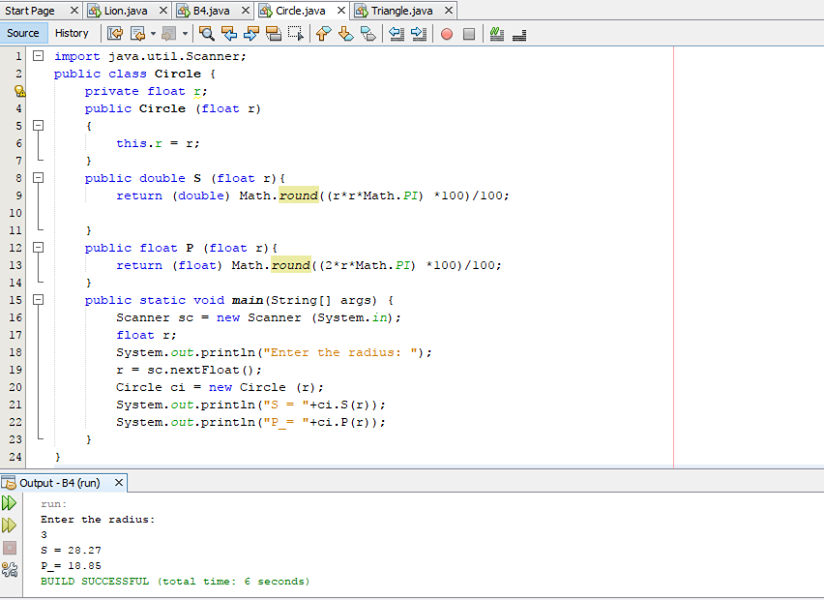 Start Page Lion.java B4.java Circle.java Triangle.java
Source History
1 import java.util.Scanner;
2 public class Circle {
private float r;
4 public Circle (float r)
5 {
6 this.r = r;
7 }
8 public double S (float r){
9 return (double) Math.round((r*r*Math.PI) *100)/100;
10
11 }
12 public float P (float r){
13 return (float) Math.round((2*r*Math.PI) *100)/100;
14 }
15 public static void main(String[] args) {
16 Scanner sc = new Scanner (System.in);
17 float r;
18 System.out.println("Enter the radius: ");
19 r = sc.nextFloat();
20 Circle ci = new Circle (r);
21 System.out.println("S = "+ci.S(r));
22 System.out.println("P_= "+ci.P(r));
23 }
24 }
Output - B4 (run)
run:
Enter the radius:
3
S = 28.27
P_= 18.85
BUILD SUCCESSFUL (total time: 6 seconds)